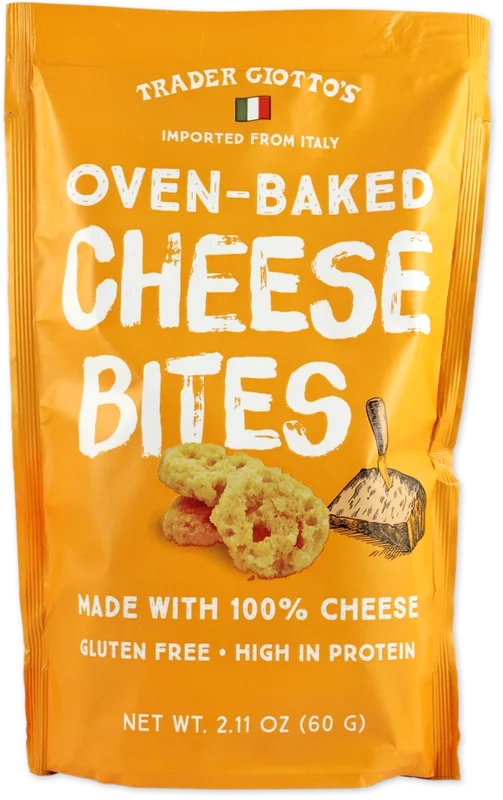 TRADER GIOTTO'S
IMPORTED FROM ITALY
OVEN-BAKED
CHEESE
BITES
MADE WITH 100% CHEESE
GLUTEN FREE • HIGH IN PROTEIN
NET WT. 2.11 OZ (60 G)